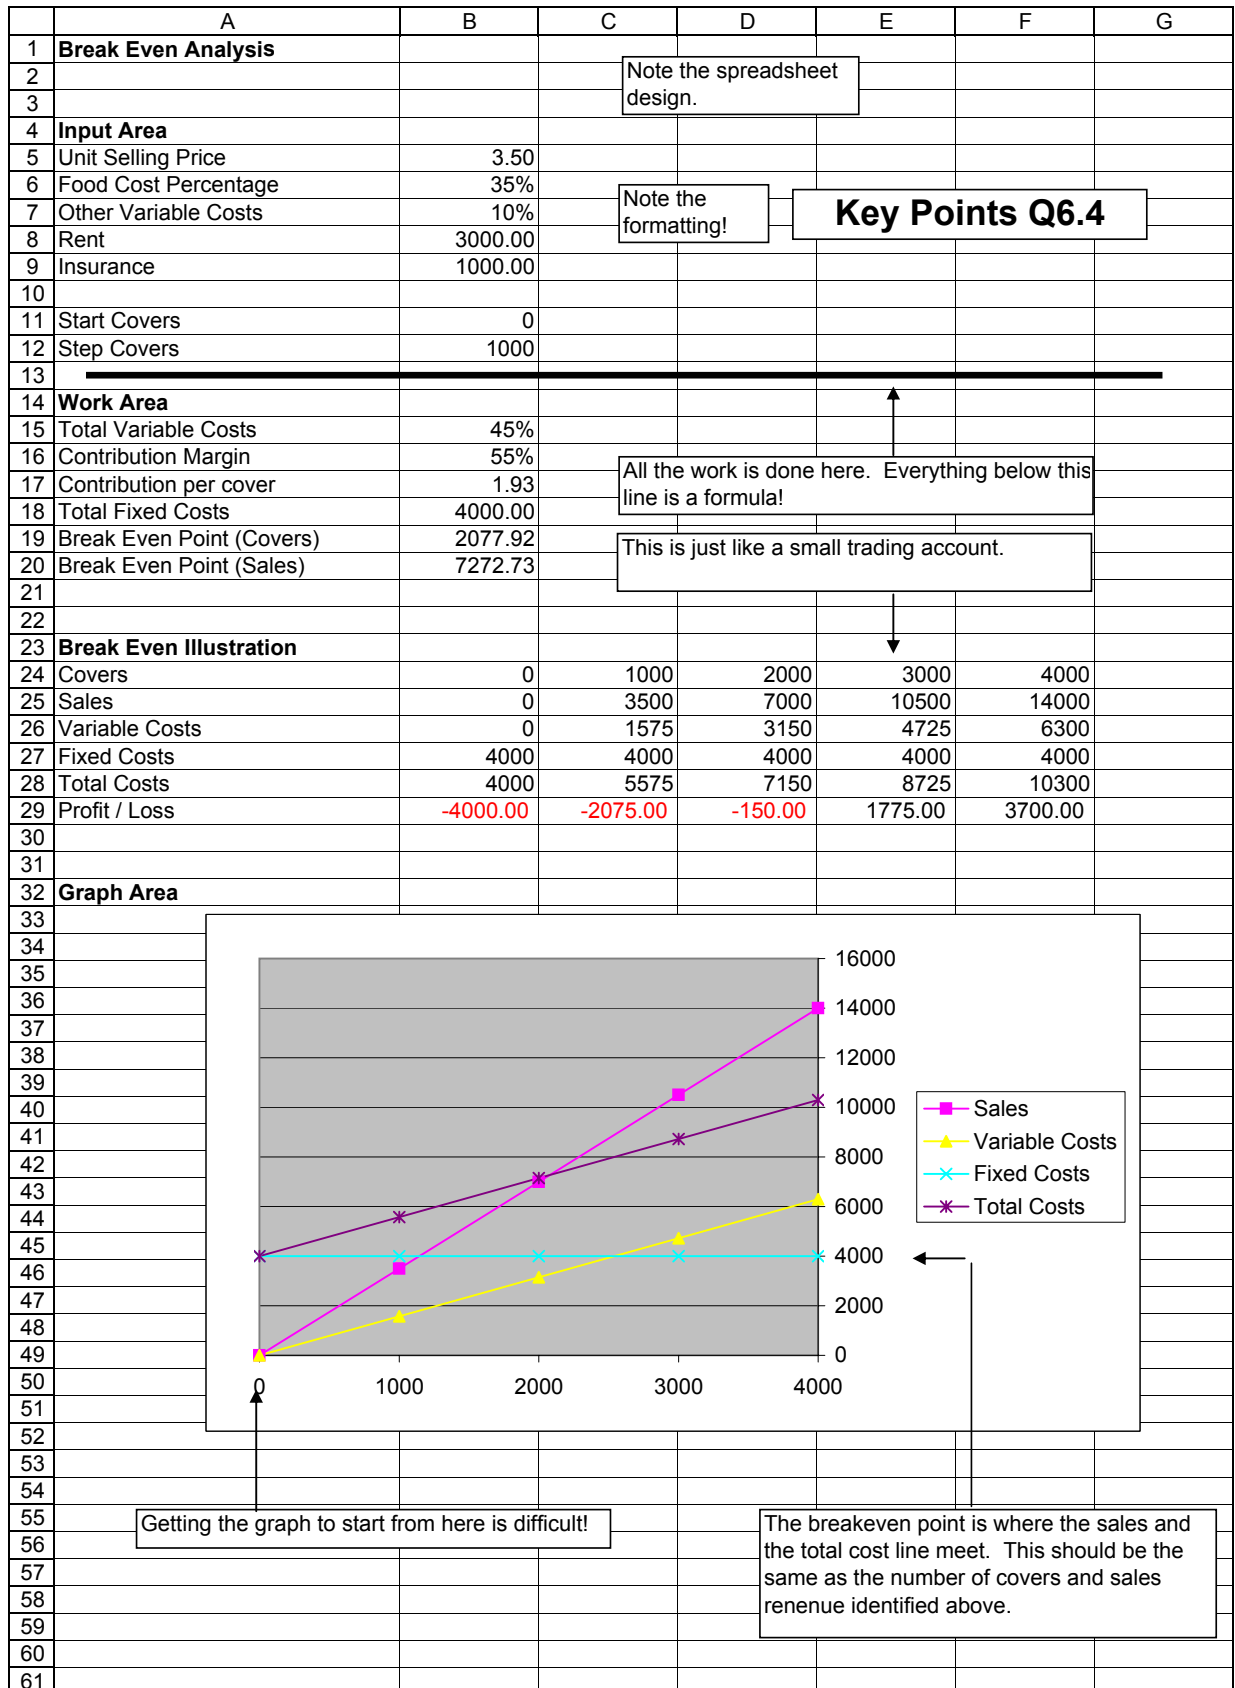 A B C D E F G
1 Break Even Analysis
2
3
Note the spreadsheet
design.
4 Input Area
5 Unit Selling Price 3.50
6 Food Cost Percentage 35%
7 Other Variable Costs 10%
8 Rent 3000.00
9 Insurance 1000.00
Note the
formatting!
Key Points Q6.4
10
11 Start Covers 0
12 Step Covers 1000
13
14 Work Area
15 Total Variable Costs 45%
16 Contribution Margin 55%
17 Contribution per cover 1.93
18 Total Fixed Costs 4000.00
19 Break Even Point (Covers) 2077.92
20 Break Even Point (Sales) 7272.73
All the work is done here. Everything below this
line is a formula!
This is just like a small trading account.
21
22
23 Break Even Illustration
24 Covers 0 1000 2000 3000 4000
25 Sales 0 3500 7000 10500 14000
26 Variable Costs 0 1575 3150 4725 6300
27 Fixed Costs 4000 4000 4000 4000 4000
28 Total Costs 4000 5575 7150 8725 10300
29 Profit / Loss -4000.00 -2075.00 -150.00 1775.00 3700.00
30
31
32 Graph Area
33
34
35
36
37
38
39
40
41
42
43
44
45
46
47
48
49
50
51
52
53
54
55
56
57
58
59
60
61
16000
14000
12000
10000
8000
6000
4000
2000
0
0 1000 2000 3000 4000
Sales
Variable Costs
Fixed Costs
Total Costs
Getting the graph to start from here is difficult!
The breakeven point is where the sales and
the total cost line meet. This should be the
same as the number of covers and sales
renenue identified above.